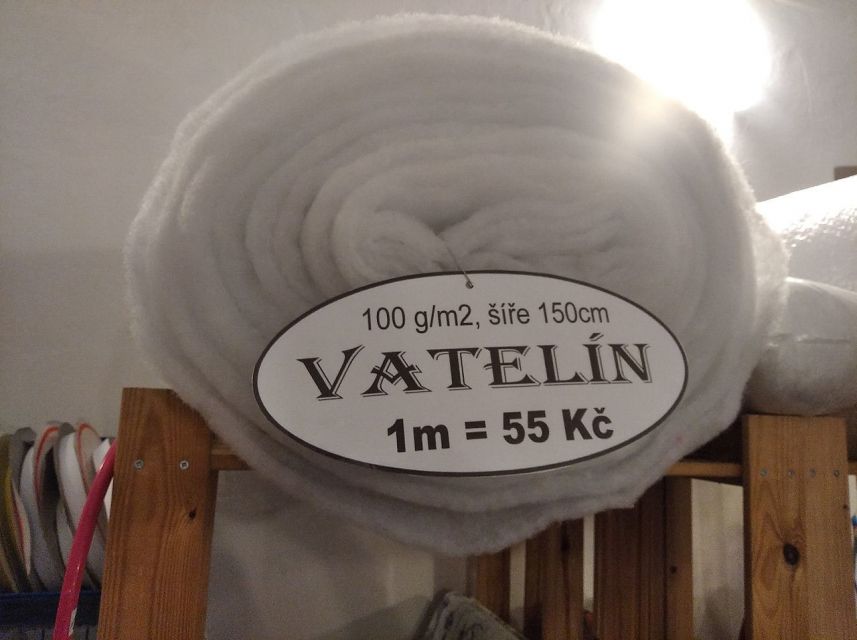 100 g/m2, šíře 150cm
VATELÍN
1m = 55 Kč